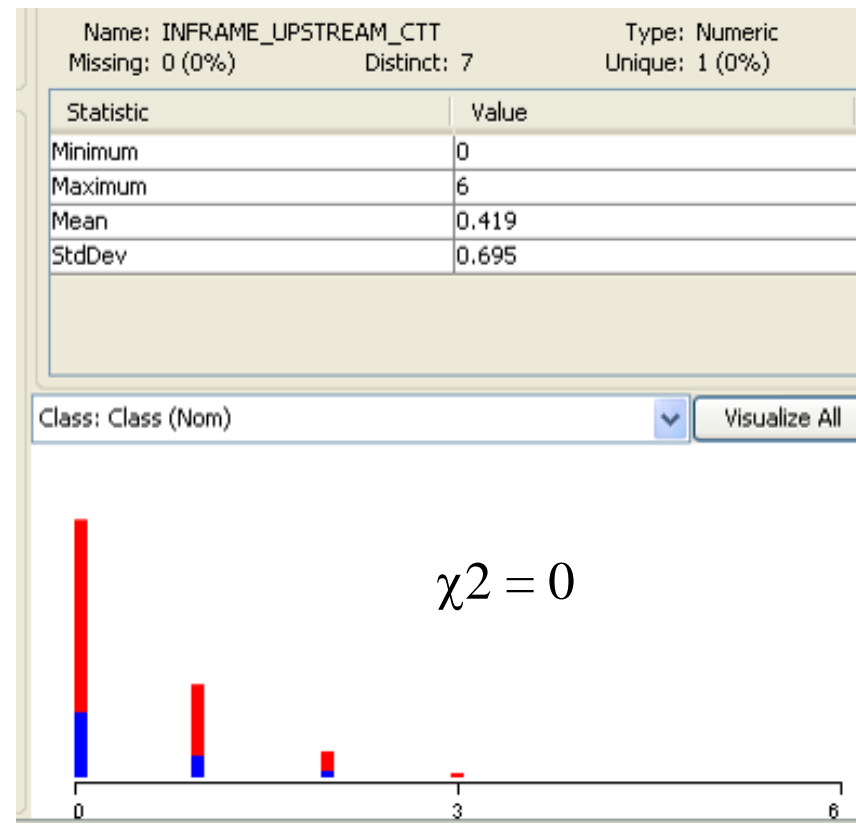 Name: INFRAME_UPSTREAM_CTT Type: Numeric
Missing: 0 (0%) Distinct: 7 Unique: 1 (0%)
Statistic Value
Minimum 0
Maximum 6
Mean 0.419
StdDev 0.695
Class: Class (Nom) Visualize All
χ2 = 0
0 3 6